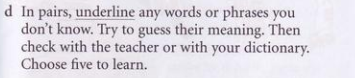 d In pairs, underline any words or phrases you
don't know. Try to guess their meaning. Then
check with the teacher or with your dictionary.
Choose five to learn.